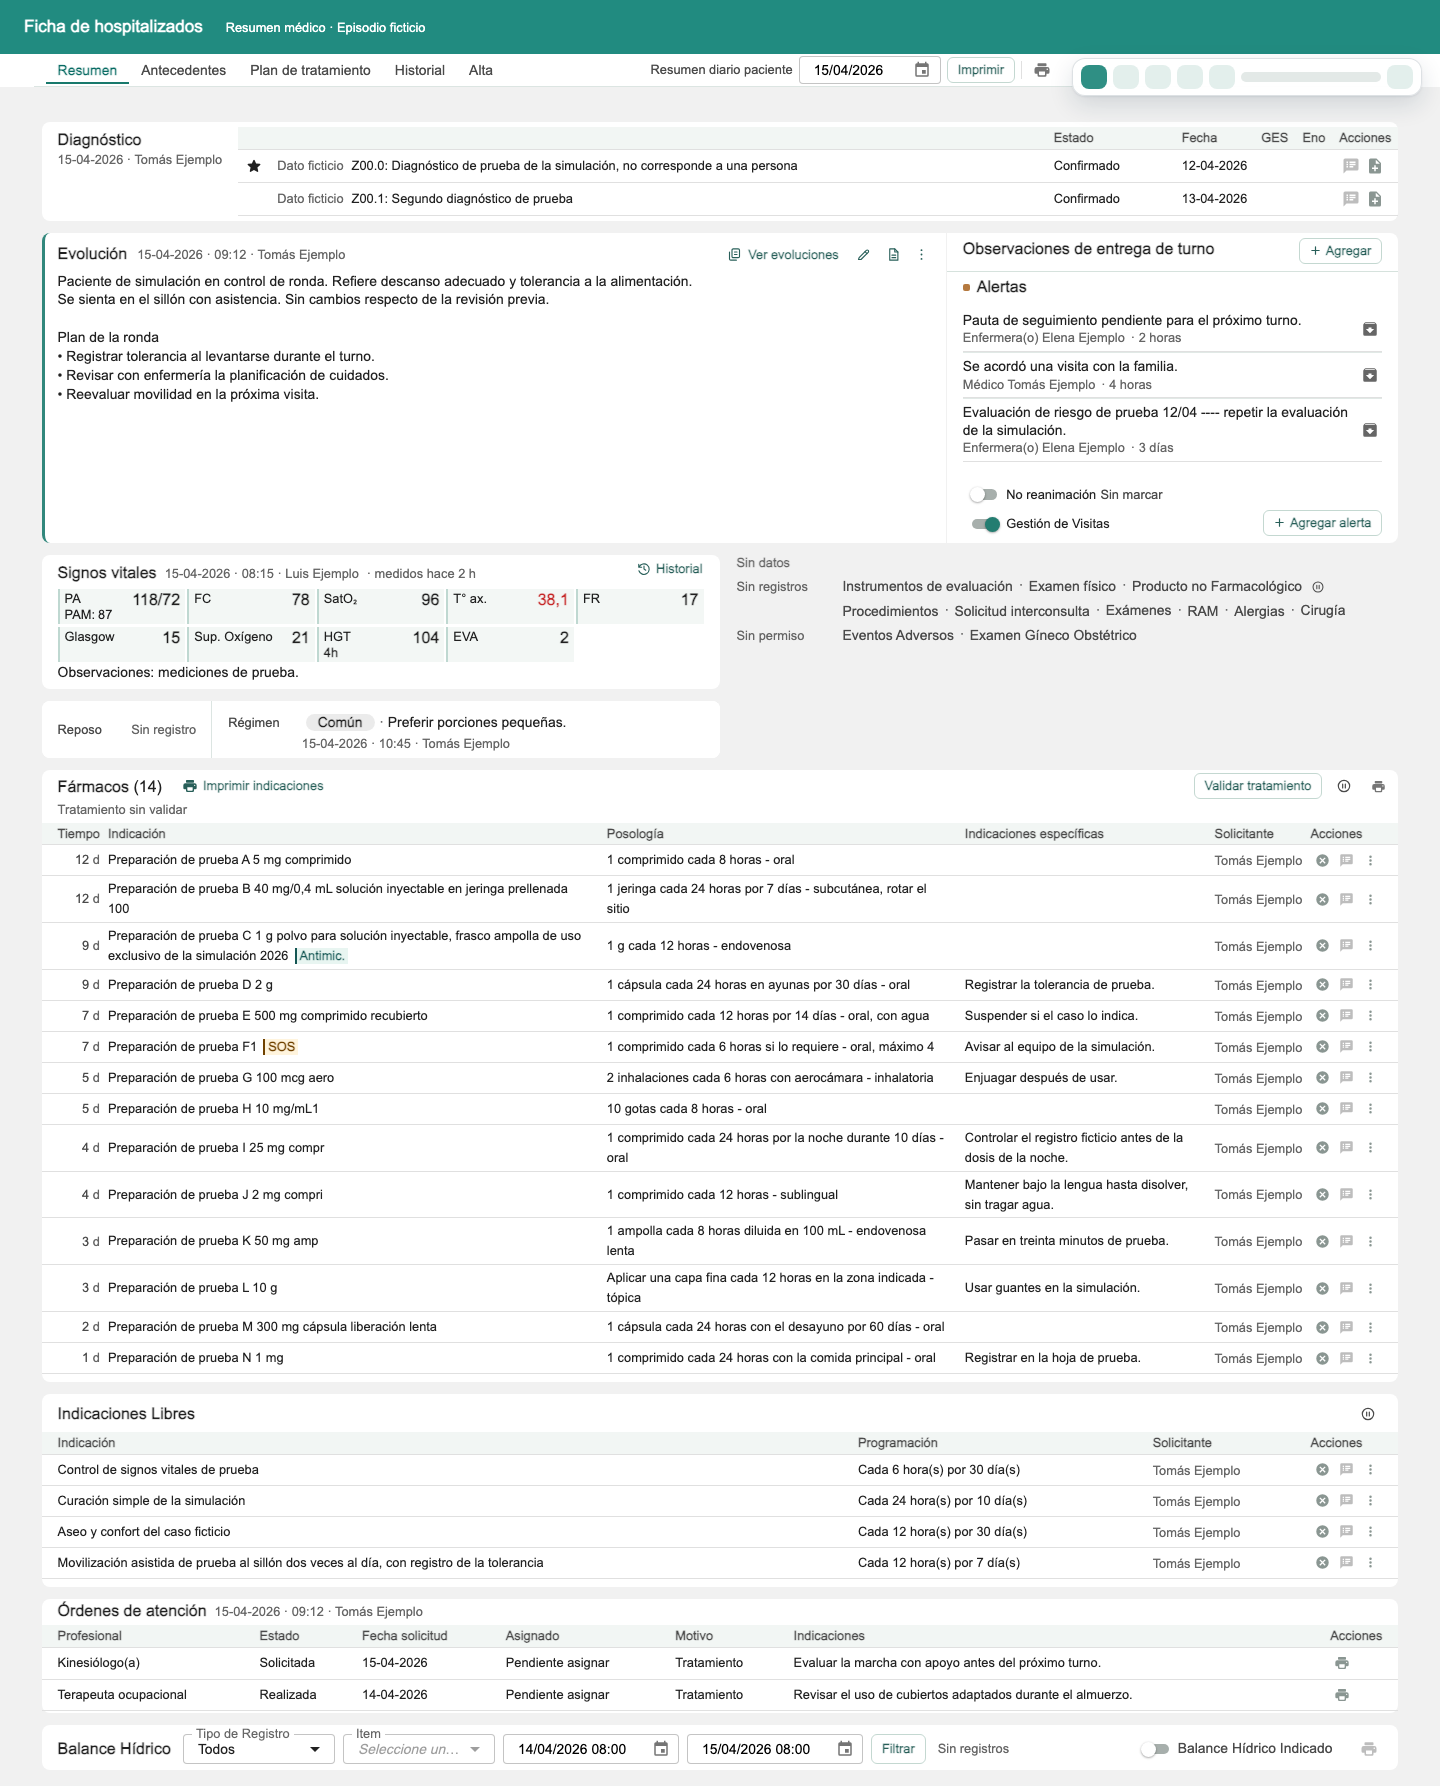 Ficha de hospitalizados Resumen médico · Episodio ficticio
Resumen Antecedentes Plan de tratamiento Historial Alta Resumen diario paciente 15/04/2026 Imprimir
Diagnóstico
15-04-2026 · Tomás Ejemplo
Estado Fecha GES Eno Acciones
Dato ficticio Z00.0: Diagnóstico de prueba de la simulación, no corresponde a una persona Confirmado 12-04-2026
Dato ficticio Z00.1: Segundo diagnóstico de prueba Confirmado 13-04-2026
Evolución 15-04-2026 · 09:12 · Tomás Ejemplo Ver evoluciones
Paciente de simulación en control de ronda. Refiere descanso adecuado y tolerancia a la alimentación.
Se sienta en el sillón con asistencia. Sin cambios respecto de la revisión previa.
Plan de la ronda
• Registrar tolerancia al levantarse durante el turno.
• Revisar con enfermería la planificación de cuidados.
• Reevaluar movilidad en la próxima visita.
Observaciones de entrega de turno + Agregar
Alertas
Pauta de seguimiento pendiente para el próximo turno.
Enfermera(o) Elena Ejemplo · 2 horas
Se acordó una visita con la familia.
Médico Tomás Ejemplo · 4 horas
Evaluación de riesgo de prueba 12/04 ---- repetir la evaluación
de la simulación.
Enfermera(o) Elena Ejemplo · 3 días
No reanimación Sin marcar
Gestión de Visitas + Agregar alerta
Signos vitales 15-04-2026 · 08:15 · Luis Ejemplo · medidos hace 2 h Historial
PA 118/72 FC 78 SatO₂ 96 T° ax. 38,1 FR 17
PAM: 87
Glasgow 15 Sup. Oxígeno 21 HGT 104 EVA 2
4h
Observaciones: mediciones de prueba.
Sin datos
Sin registros Instrumentos de evaluación · Examen físico · Producto no Farmacológico
Procedimientos · Solicitud interconsulta · Exámenes · RAM · Alergias · Cirugía
Sin permiso Eventos Adversos · Examen Gíneco Obstétrico
Reposo Sin registro Régimen Común · Preferir porciones pequeñas.
15-04-2026 · 10:45 · Tomás Ejemplo
Fármacos (14) Imprimir indicaciones Validar tratamiento
Tratamiento sin validar
Tiempo Indicación Posología Indicaciones específicas Solicitante Acciones
12 d Preparación de prueba A 5 mg comprimido 1 comprimido cada 8 horas - oral Tomás Ejemplo
12 d Preparación de prueba B 40 mg/0,4 mL solución inyectable en jeringa prellenada 1 jeringa cada 24 horas por 7 días - subcutánea, rotar el Tomás Ejemplo
100 sitio
9 d Preparación de prueba C 1 g polvo para solución inyectable, frasco ampolla de uso 1 g cada 12 horas - endovenosa Tomás Ejemplo
exclusivo de la simulación 2026 Antimic.
9 d Preparación de prueba D 2 g 1 cápsula cada 24 horas en ayunas por 30 días - oral Registrar la tolerancia de prueba. Tomás Ejemplo
7 d Preparación de prueba E 500 mg comprimido recubierto 1 comprimido cada 12 horas por 14 días - oral, con agua Suspender si el caso lo indica. Tomás Ejemplo
7 d Preparación de prueba F1 SOS 1 comprimido cada 6 horas si lo requiere - oral, máximo 4 Avisar al equipo de la simulación. Tomás Ejemplo
5 d Preparación de prueba G 100 mcg aero 2 inhalaciones cada 6 horas con aerocámara - inhalatoria Enjuagar después de usar. Tomás Ejemplo
5 d Preparación de prueba H 10 mg/mL1 10 gotas cada 8 horas - oral Tomás Ejemplo
4 d Preparación de prueba I 25 mg compr 1 comprimido cada 24 horas por la noche durante 10 días - Controlar el registro ficticio antes de la Tomás Ejemplo
oral dosis de la noche.
4 d Preparación de prueba J 2 mg compri 1 comprimido cada 12 horas - sublingual Mantener bajo la lengua hasta disolver, Tomás Ejemplo
sin tragar agua.
3 d Preparación de prueba K 50 mg amp 1 ampolla cada 8 horas diluida en 100 mL - endovenosa Pasar en treinta minutos de prueba. Tomás Ejemplo
lenta
3 d Preparación de prueba L 10 g Aplicar una capa fina cada 12 horas en la zona indicada - Usar guantes en la simulación. Tomás Ejemplo
tópica
2 d Preparación de prueba M 300 mg cápsula liberación lenta 1 cápsula cada 24 horas con el desayuno por 60 días - oral Tomás Ejemplo
1 d Preparación de prueba N 1 mg 1 comprimido cada 24 horas con la comida principal - oral Registrar en la hoja de prueba. Tomás Ejemplo
Indicaciones Libres
Indicación Programación Solicitante Acciones
Control de signos vitales de prueba Cada 6 hora(s) por 30 día(s) Tomás Ejemplo
Curación simple de la simulación Cada 24 hora(s) por 10 día(s) Tomás Ejemplo
Aseo y confort del caso ficticio Cada 12 hora(s) por 30 día(s) Tomás Ejemplo
Movilización asistida de prueba al sillón dos veces al día, con registro de la tolerancia Cada 12 hora(s) por 7 día(s) Tomás Ejemplo
Órdenes de atención 15-04-2026 · 09:12 · Tomás Ejemplo
Profesional Estado Fecha solicitud Asignado Motivo Indicaciones Acciones
Kinesiólogo(a) Solicitada 15-04-2026 Pendiente asignar Tratamiento Evaluar la marcha con apoyo antes del próximo turno.
Terapeuta ocupacional Realizada 14-04-2026 Pendiente asignar Tratamiento Revisar el uso de cubiertos adaptados durante el almuerzo.
Tipo de Registro Item
Balance Hídrico Todos Seleccione un... 14/04/2026 08:00 15/04/2026 08:00 Filtrar Sin registros Balance Hídrico Indicado